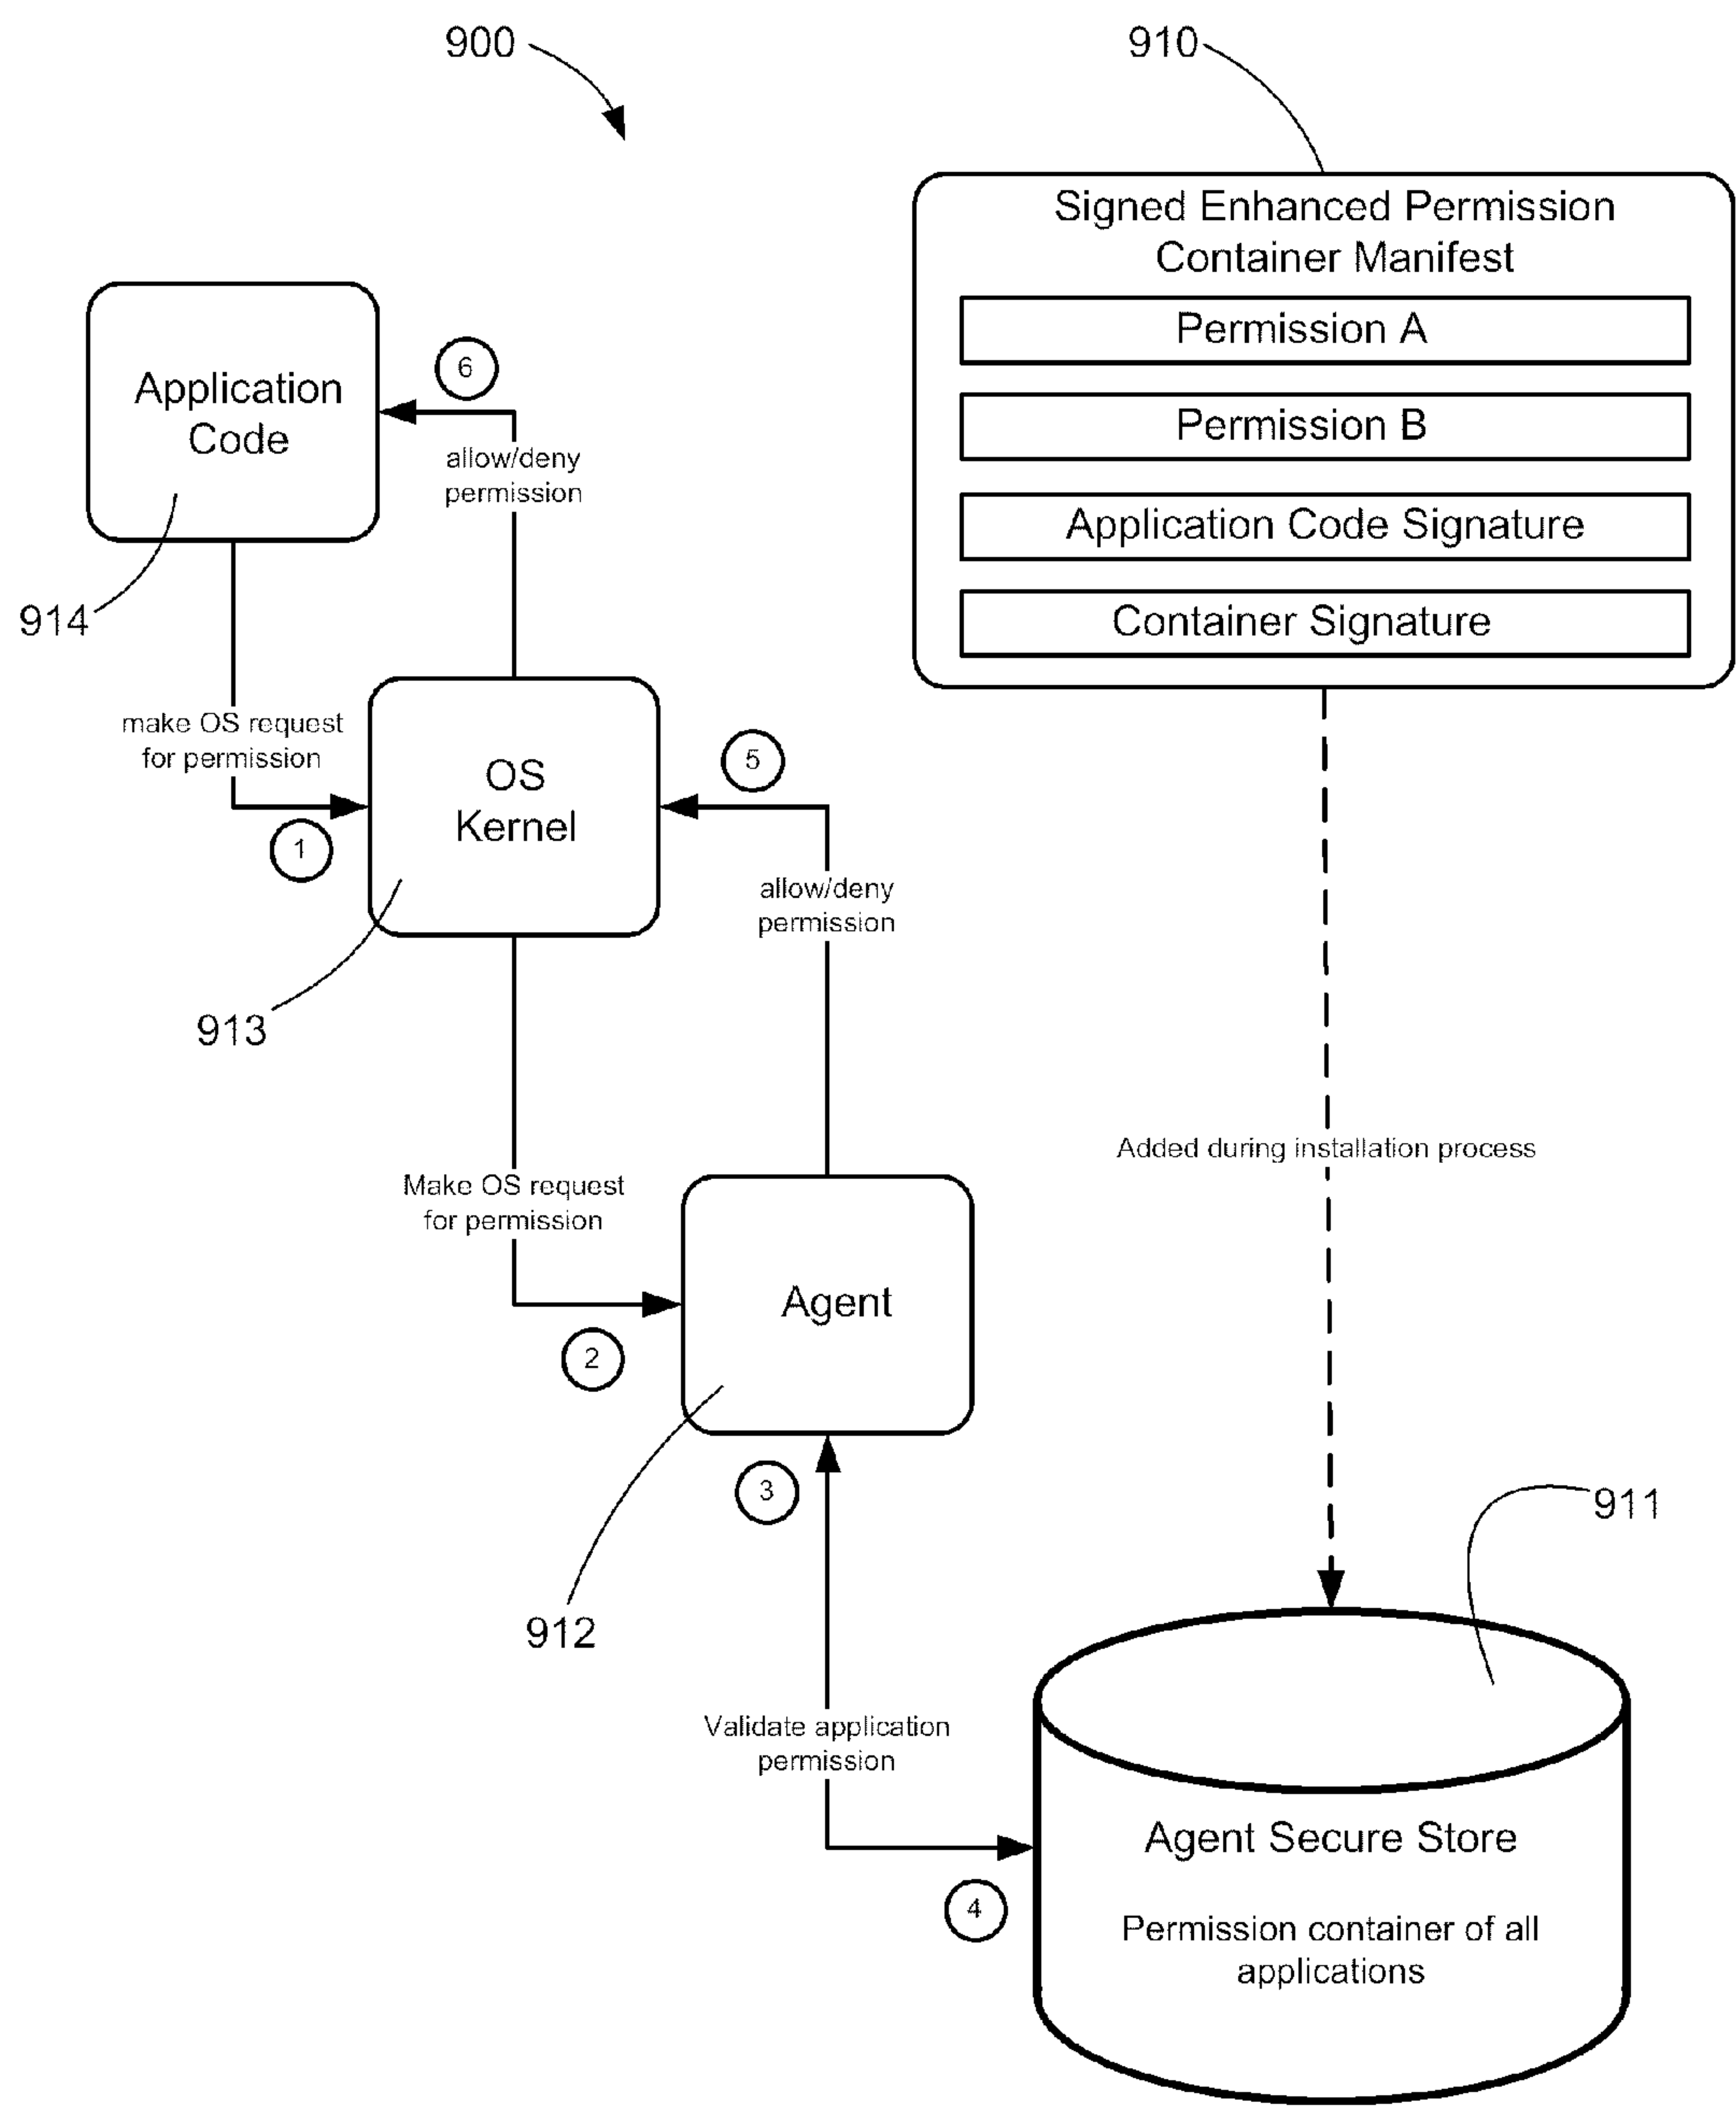 900
910
Signed Enhanced Permission
Container Manifest
Permission A
Permission B
Application Code Signature
Container Signature
Application
Code
6
allow/deny
permission
914
make OS request
for permission
1
OS
Kernel
5
allow/deny
permission
913
Added during installation process
Make OS request
for permission
2
Agent
3
912
911
Validate application
permission
4
Agent Secure Store
Permission container of all
applications